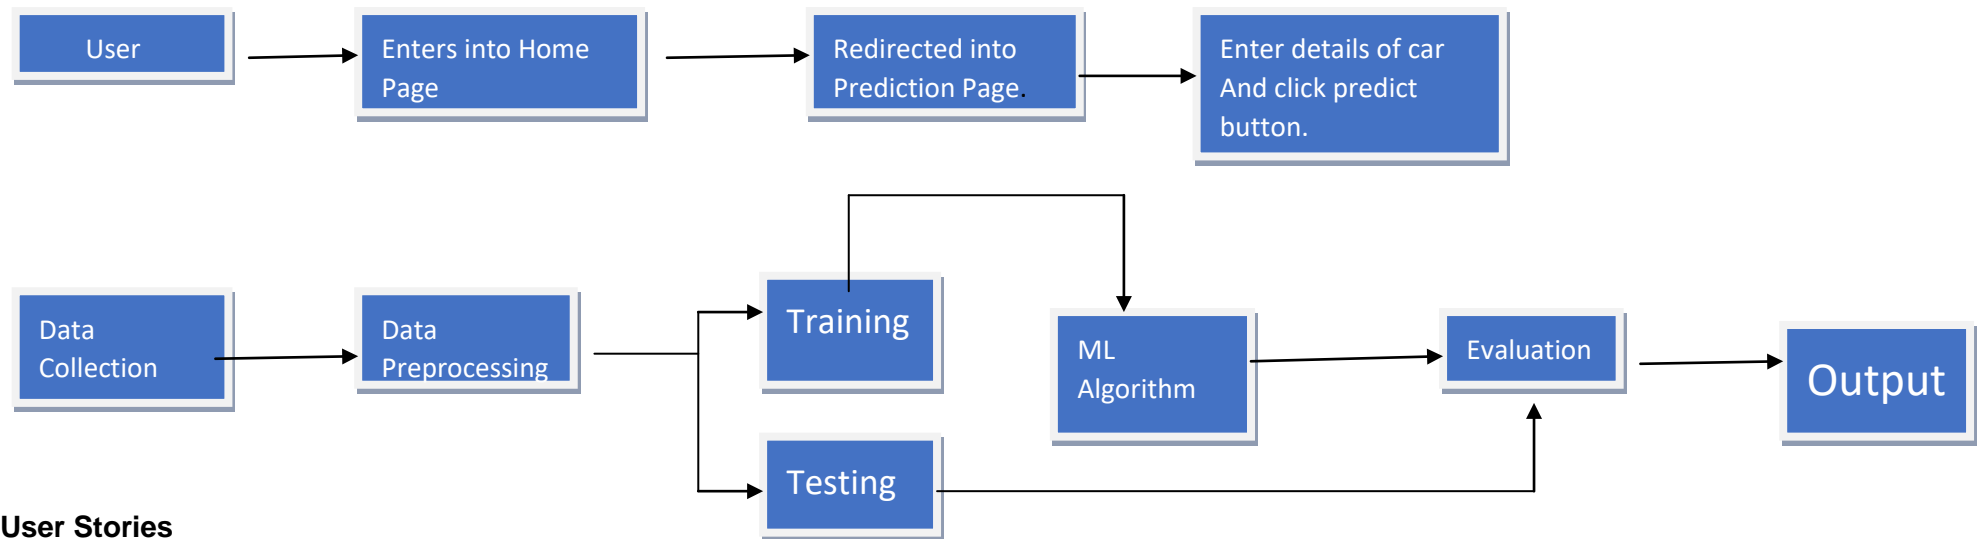 User
Enters into Home
Page
Redirected into
Prediction Page.
Enter details of car
And click predict
button.
Data
Collection
Data
Preprocessing
Training
Testing
ML
Algorithm
Evaluation
Output
User Stories